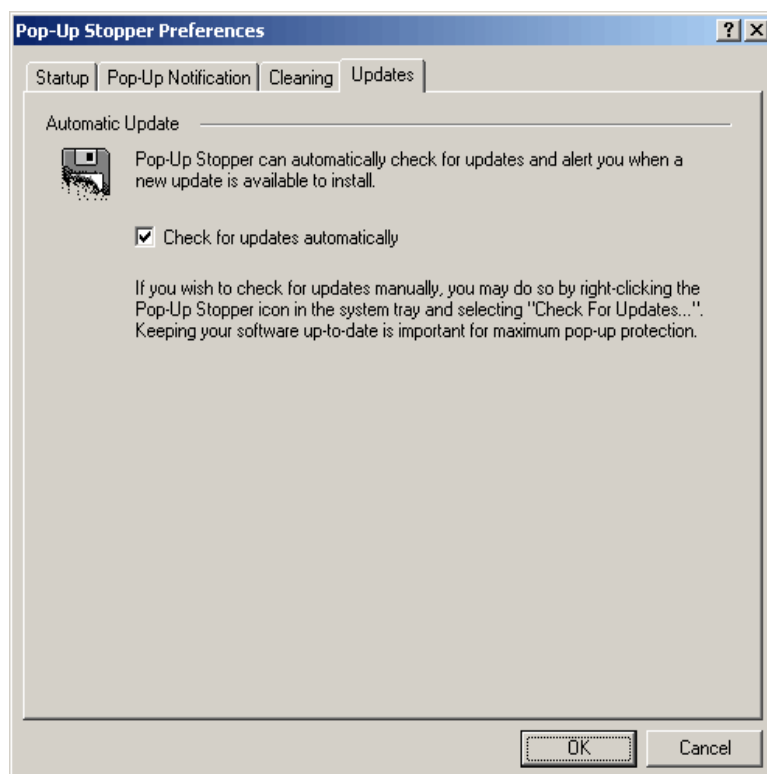 Pop-Up Stopper Preferences
Startup
Pop-Up Notification
Cleaning
Updates
Automatic Update
Pop-Up Stopper can automatically check for updates and alert you when a
new update is available to install.
Check for updates automatically
If you wish to check for updates manually, you may do so by right-clicking the
Pop-Up Stopper icon in the system tray and selecting "Check For Updates...".
Keeping your software up-to-date is important for maximum pop-up protection.
OK
Cancel